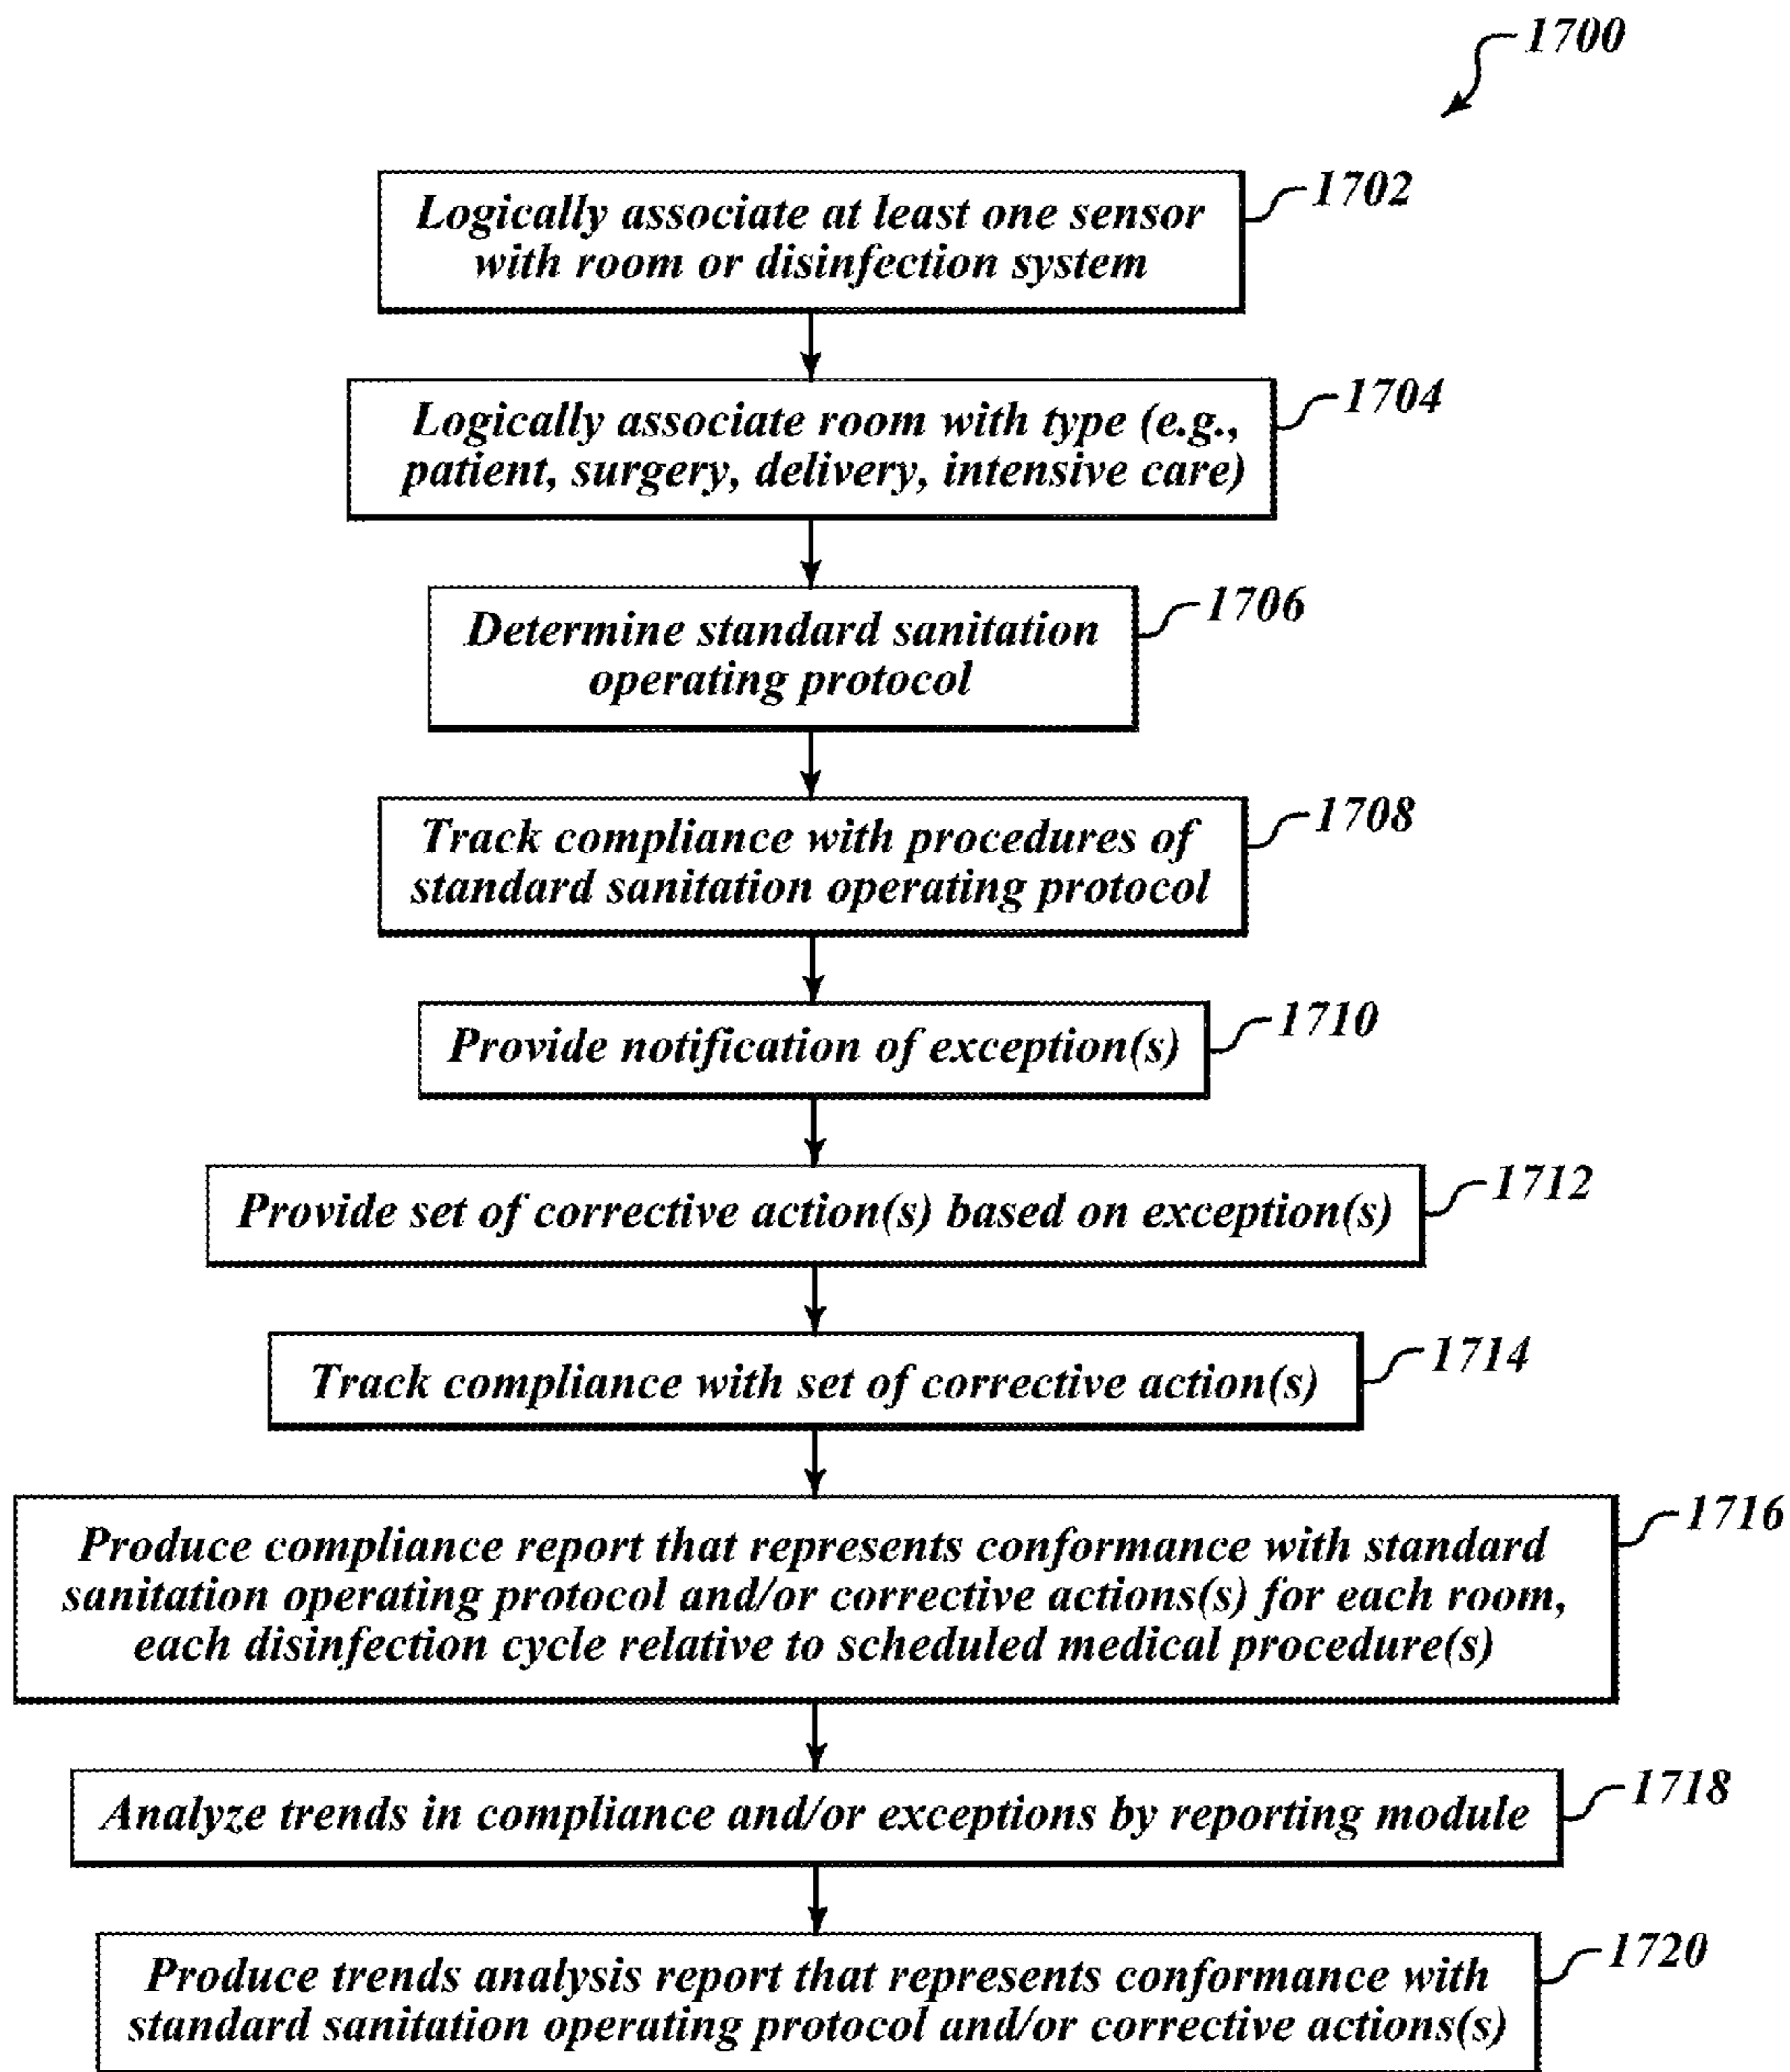 1700
Logically associate at least one sensor
with room or disinfection system
1702
Logically associate room with type (e.g.,
patient, surgery, delivery, intensive care)
1704
Determine standard sanitation
operating protocol
1706
Track compliance with procedures of
standard sanitation operating protocol
1708
Provide notification of exception(s)
1710
Provide set of corrective action(s) based on exception(s)
1712
Track compliance with set of corrective action(s)
1714
Produce compliance report that represents conformance with standard
sanitation operating protocol and/or corrective actions(s) for each room,
each disinfection cycle relative to scheduled medical procedure(s)
1716
Analyze trends in compliance and/or exceptions by reporting module
1718
Produce trends analysis report that represents conformance with
standard sanitation operating protocol and/or corrective actions(s)
1720